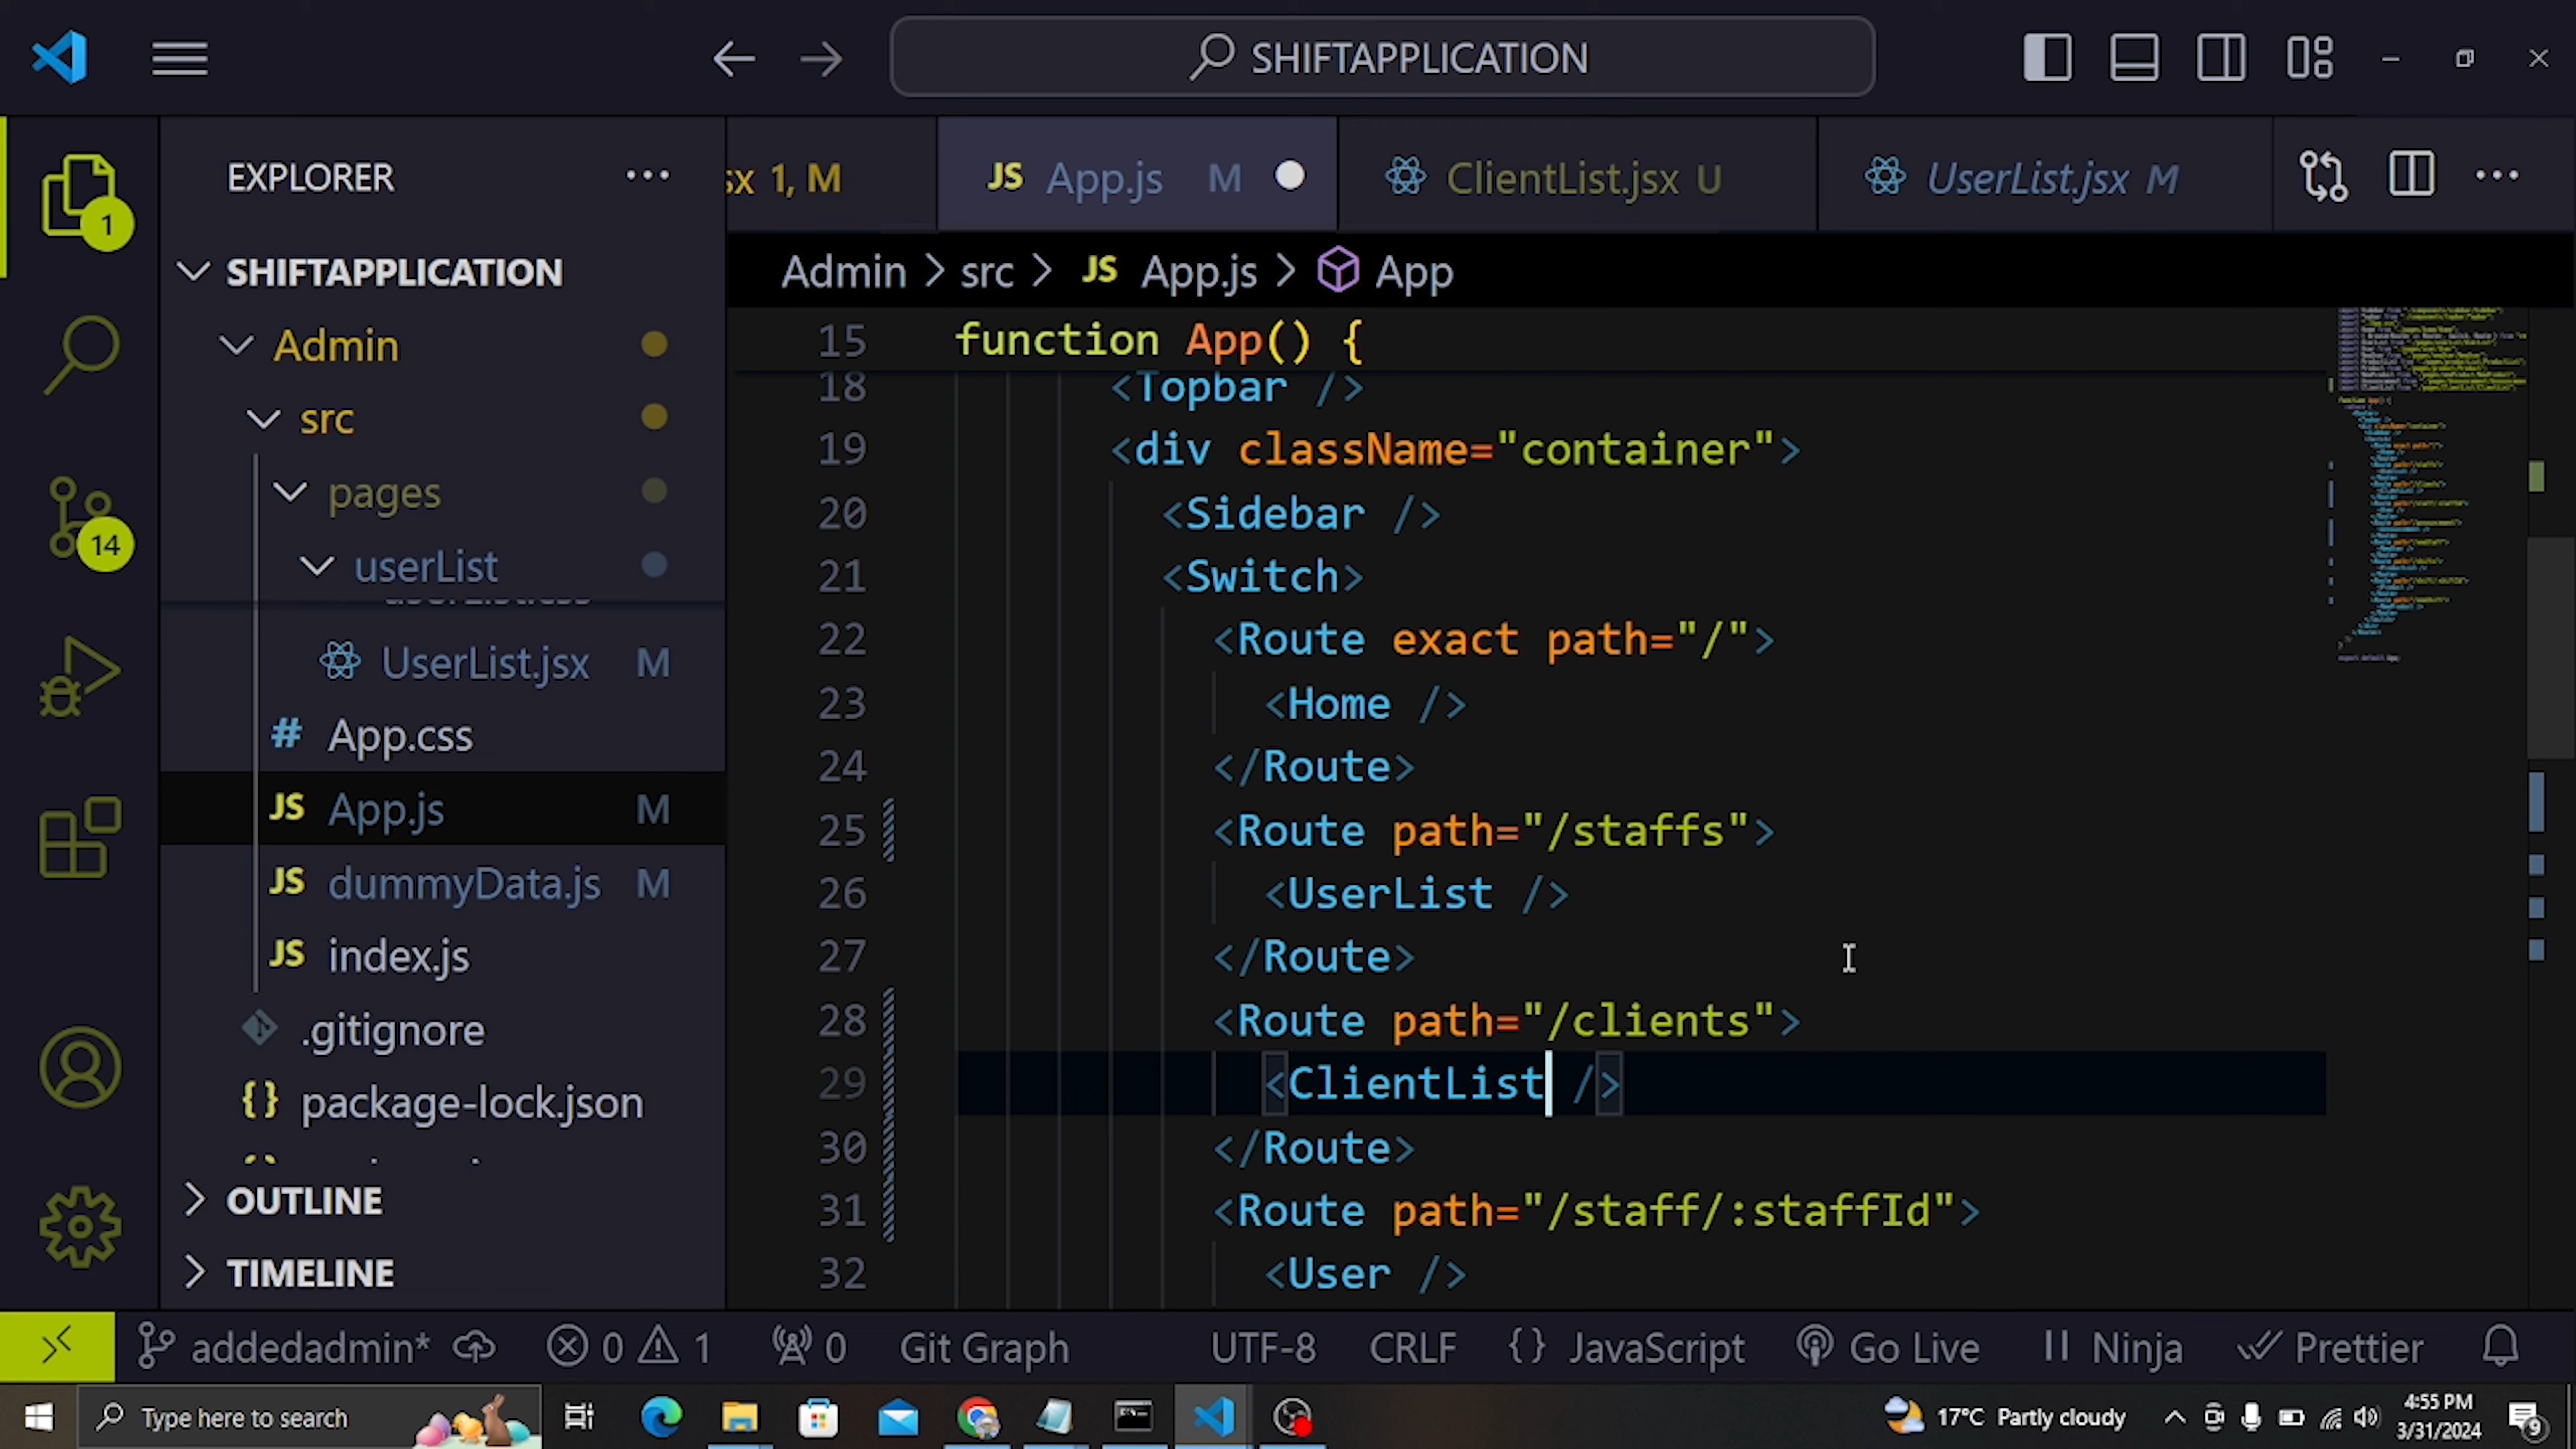 SHIFTAPPLICATION
EXPLORER
1
SHIFTAPPLICATION
Admin
src
pages
userList
UserList.jsx M
App.css
JS App.js M
JS dummyData.js M
JS index.js
.gitignore
{} package-lock.json
OUTLINE
TIMELINE
14
sx 1, M
JS App.js M
ClientList.jsx U
UserList.jsx M
Admin > src > JS App.js > App
15 function App() {
18 <Topbar />
19 <div className="container">
20 <Sidebar />
21 <Switch>
22 <Route exact path="/">
23 <Home />
24 </Route>
25 <Route path="/staffs">
26 <UserList />
27 </Route>
28 <Route path="/clients">
29 <ClientList />
30 </Route>
31 <Route path="/staff/:staffId">
32 <User />
addedadmin* 0 1 0 Git Graph UTF-8 CRLF {} JavaScript Go Live Ninja Prettier
Type here to search
17°C Partly cloudy
4:55 PM
3/31/2024
9